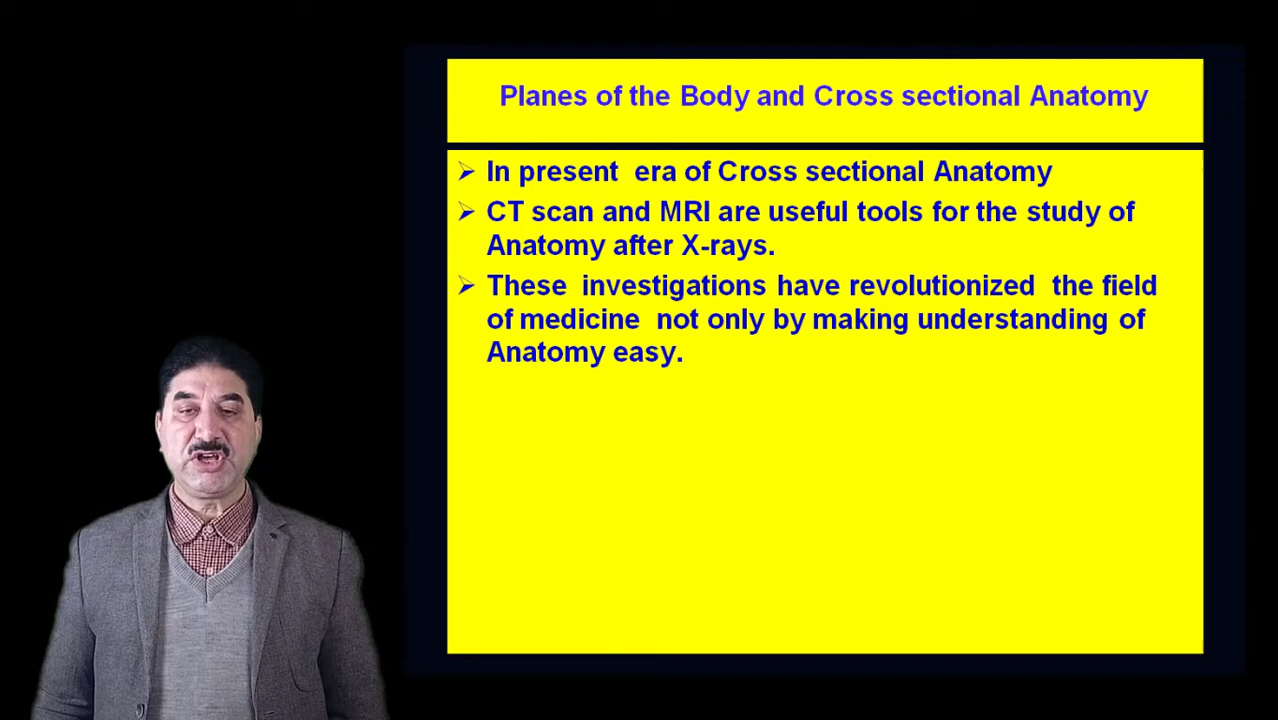 Planes of the Body and Cross sectional Anatomy
➢ In present era of Cross sectional Anatomy
➢ CT scan and MRI are useful tools for the study of
Anatomy after X-rays.
➢ These investigations have revolutionized the field
of medicine not only by making understanding of
Anatomy easy.